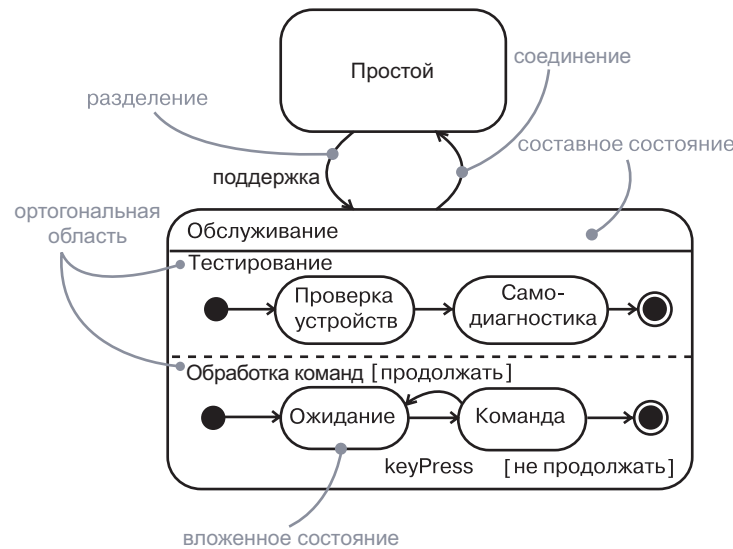 Простой
соединение
разделение
составное состояние
поддержка
ортогональная
область
Обслуживание
Тестирование
Проверка
устройств
Само-
диагностика
Обработка команд [продолжать]
Ожидание
Команда
keyPress [не продолжать]
вложенное состояние